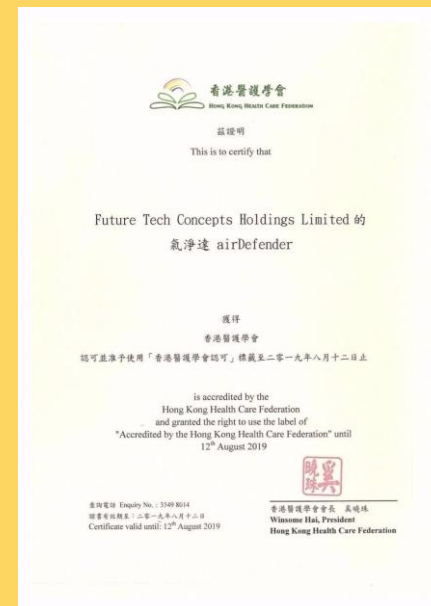 香港醫護學會
HONG KONG HEALTH CARE FEDERATION
茲證明
This is to certify that
Future Tech Concepts Holdings Limited 的
氣淨達 airDefender
獲得
香港醫護學會
認可並准予使用「香港醫護學會認可」標籤至二零一九年八月十二日止
is accredited by the
Hong Kong Health Care Federation
and granted the right to use the label of
"Accredited by the Hong Kong Health Care Federation" until
12th August 2019
查詢電話 Enquiry No. : 3549 8614
證書有效期至：二零一九年八月十二日
Certificate valid until: 12th August 2019
奚曉珠
香港醫護學會會長 奚曉珠
Winsome Hai, President
Hong Kong Health Care Federation